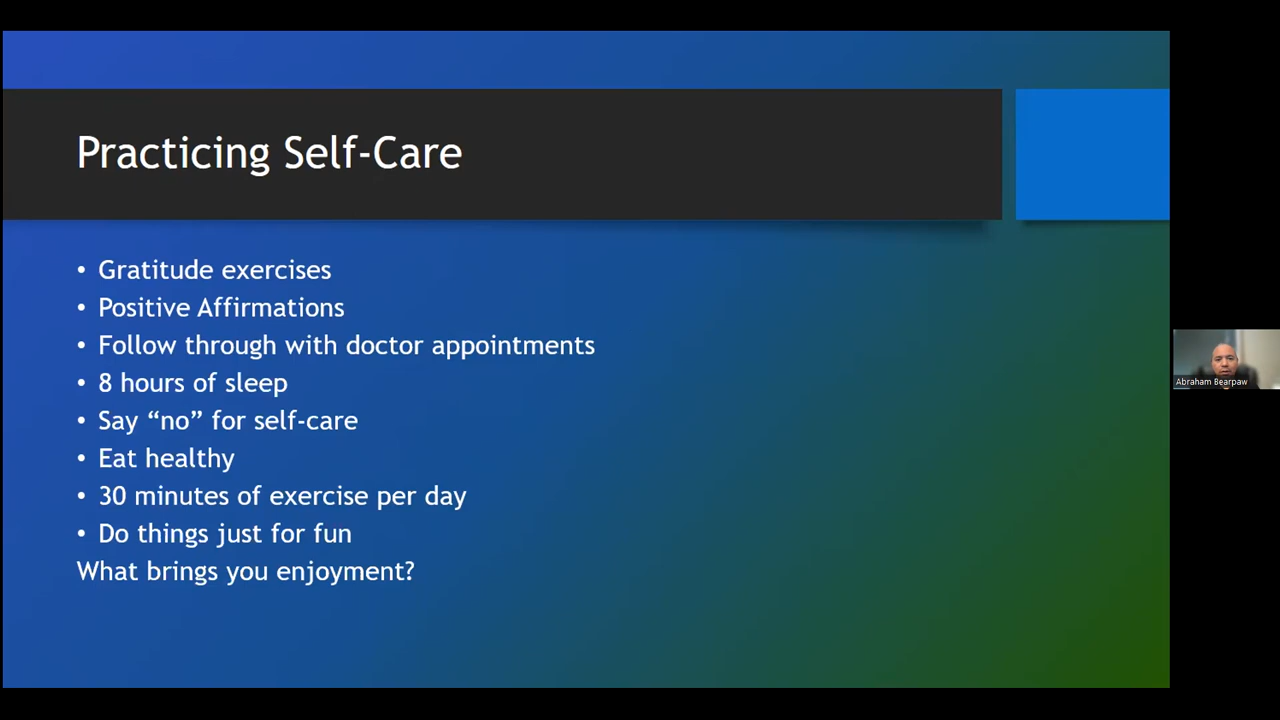 Practicing Self-Care
• Gratitude exercises
• Positive Affirmations
• Follow through with doctor appointments
• 8 hours of sleep
• Say “no” for self-care
• Eat healthy
• 30 minutes of exercise per day
• Do things just for fun
What brings you enjoyment?
Abraham Bearpaw